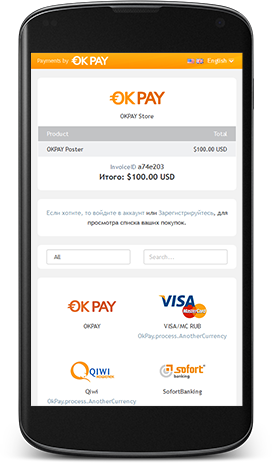 Payments by OKPAY English
OKPAY
OKPAY Store
Product Total
OKPAY Poster $100.00 USD
InvoiceID a74e203
Итого: $100.00 USD
Если хотите, то войдите в аккаунт или Зарегистрируйтесь, для
просмотра списка ваших покупок.
All Search...
OKPAY VISA
MasterCard
OKPAY VISA/MC RUB
OkPay.process.AnotherCurrency
QIWI sofort
banking
Qiwi SofortBanking
OkPay.process.AnotherCurrency